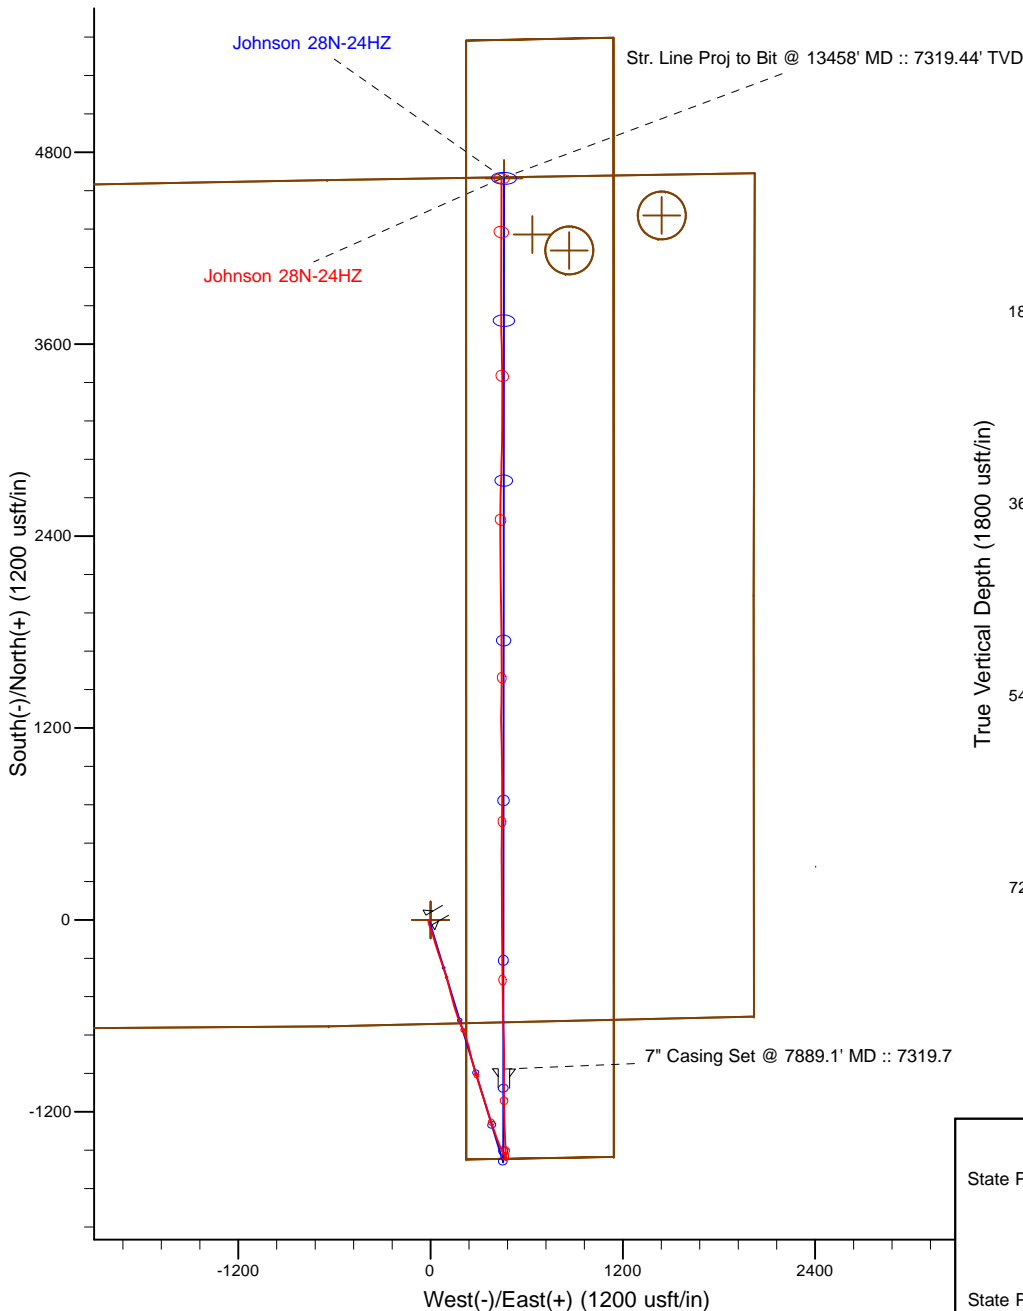 Johnson 28N-24HZ
Str. Line Proj to Bit @ 13458' MD :: 7319.44' TVD
4800
Johnson 28N-24HZ
18
3600
South(-)/North(+) (1200 usft/in)
True Vertical Depth (1800 usft/in)
36
2400
54
1200
72
0
7" Casing Set @ 7889.1' MD :: 7319.7
-1200
State P
-1200
0
1200
2400
West(-)/East(+) (1200 usft/in)
State P